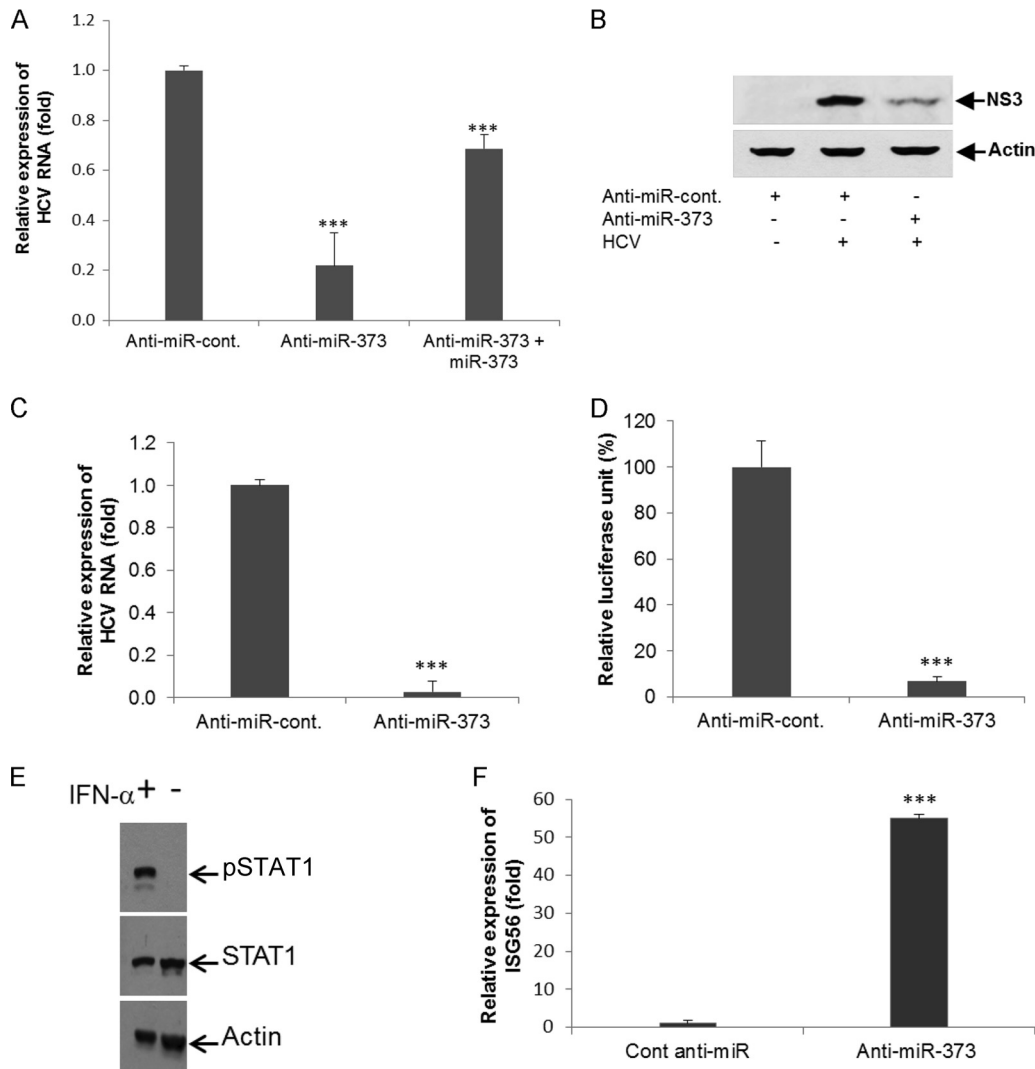 A
Relative expression of
HCV RNA (fold)
1.2
1.0
0.8
0.6
0.4
0.2
0.0
***
***
Anti-miR-cont.
Anti-miR-373
Anti-miR-373 +
miR-373
B
NS3
Actin
Anti-miR-cont. + + -
Anti-miR-373 - - +
HCV - + +
C
Relative expression of
HCV RNA (fold)
1.2
1.0
0.8
0.6
0.4
0.2
0.0
***
Anti-miR-cont.
Anti-miR-373
D
Relative luciferase unit (%)
120
100
80
60
40
20
0
***
Anti-miR-cont.
Anti-miR-373
E
IFN-α + -
pSTAT1
STAT1
Actin
F
Relative expression of
ISG56 (fold)
60
50
40
30
20
10
0
***
Cont anti-miR
Anti-miR-373